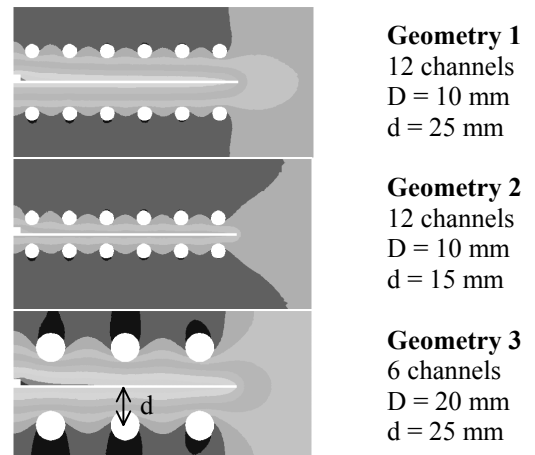 Geometry 1
12 channels
D = 10 mm
d = 25 mm
Geometry 2
12 channels
D = 10 mm
d = 15 mm
d
Geometry 3
6 channels
D = 20 mm
d = 25 mm